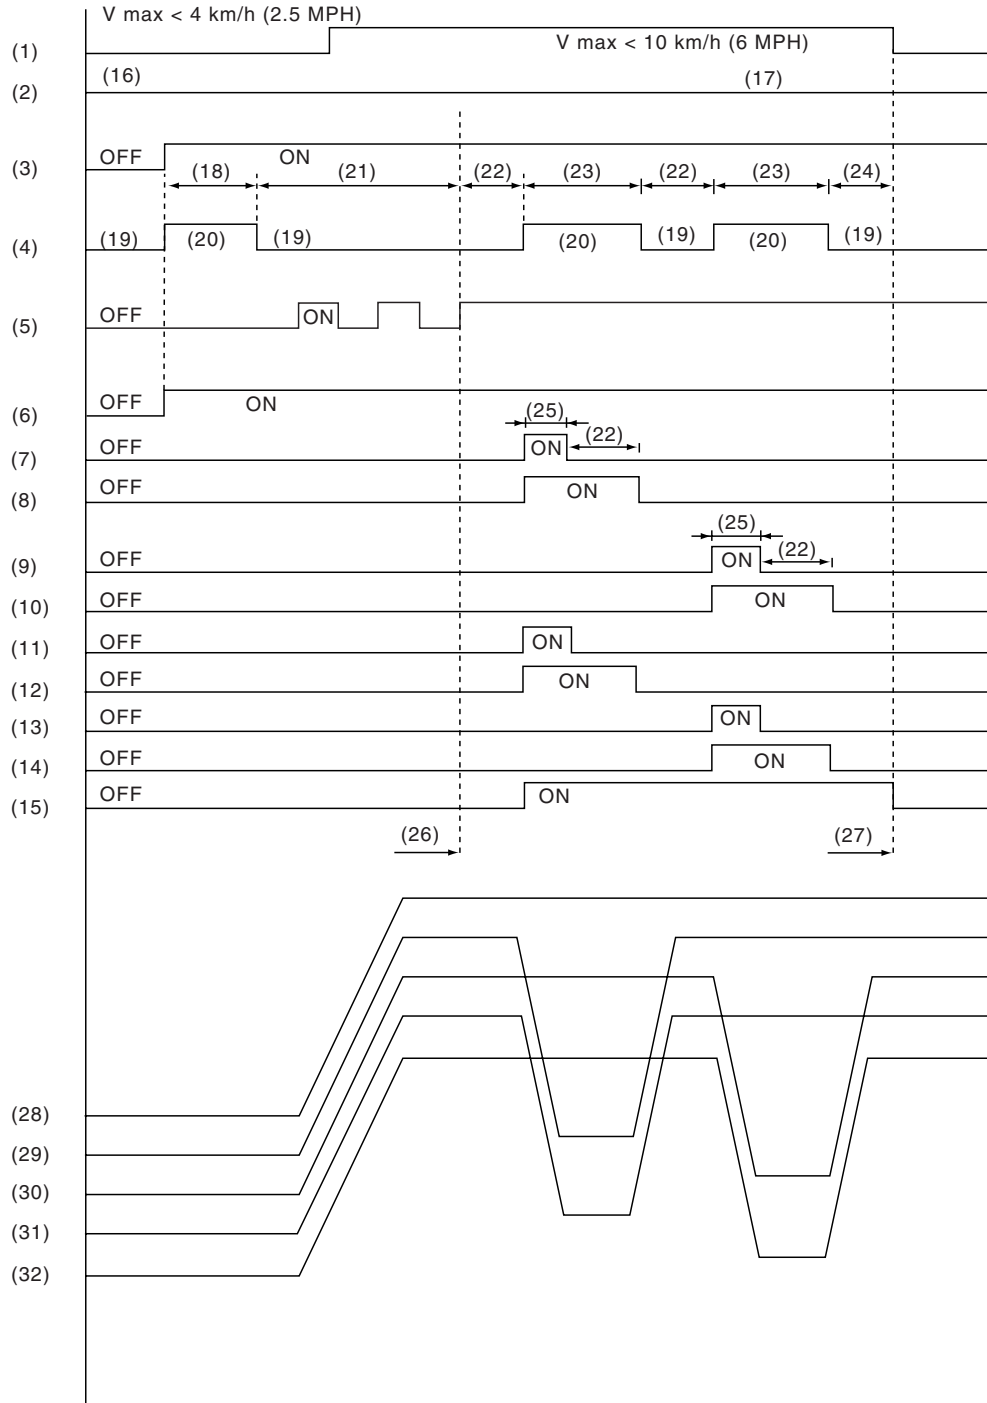 V max < 4 km/h (2.5 MPH)
(1) V max < 10 km/h (6 MPH)
(16) (17)
(2)
OFF ON
(3) (18) (21) (22) (23) (22) (23) (24)
(19) (20) (19) (20) (19) (20) (19)
(4)
OFF ON
(5)
OFF ON
(6)
(25)
OFF ON (22)
(7)
OFF ON
(8)
(25)
OFF ON (22)
(9)
OFF ON
(10)
OFF ON
(11)
OFF ON
(12)
OFF ON
(13)
OFF ON
(14)
OFF ON
(15)
(26) (27)
(28)
(29)
(30)
(31)
(32)